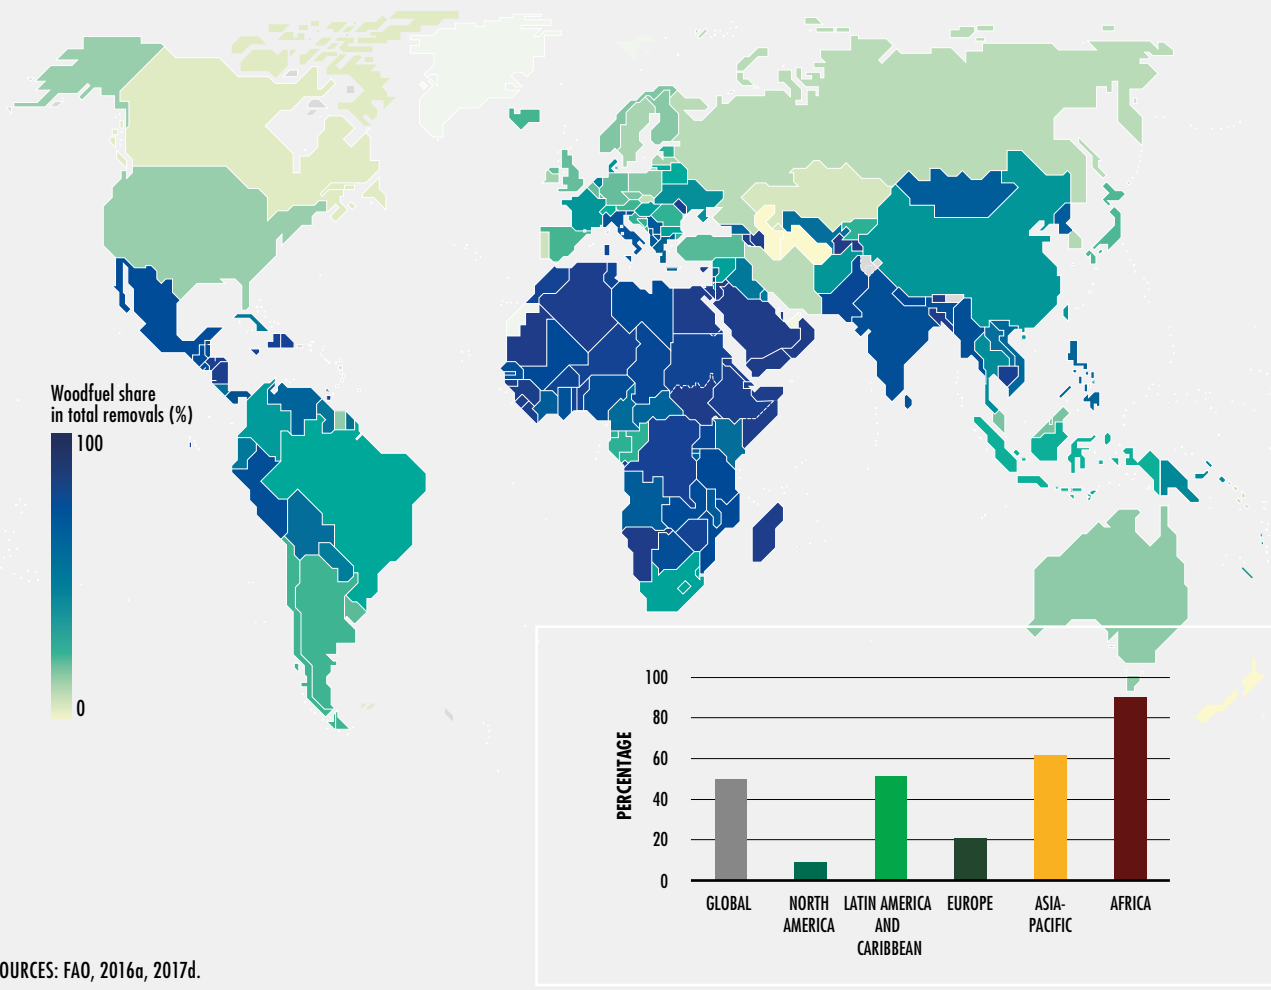 Woodfuel share
in total removals (%)
100
0
PERCENTAGE
100
80
60
40
20
0
GLOBAL
NORTH
AMERICA
LATIN AMERICA
AND
CARIBBEAN
EUROPE
ASIA-
PACIFIC
AFRICA
OURCES: FAO, 2016a, 2017d.